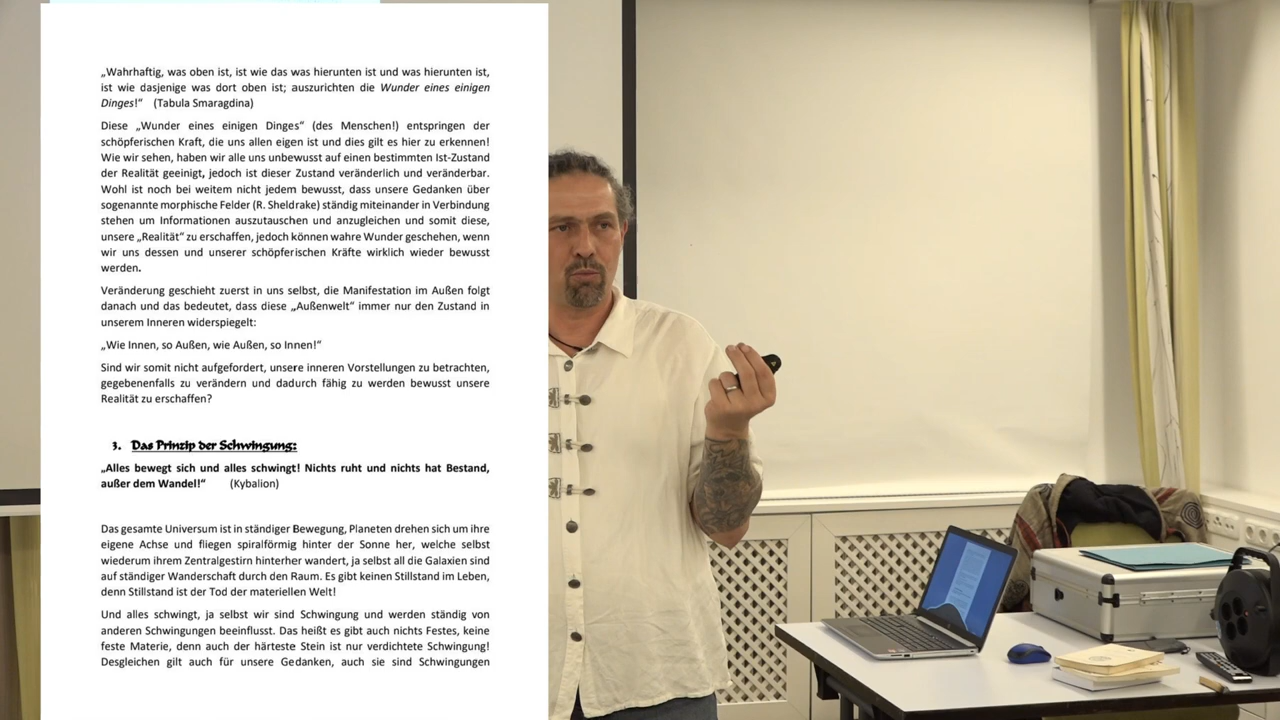 „Wahrhaftig, was oben ist, ist wie das was hierunten ist und was hierunten ist,
ist wie dasjenige was dort oben ist; auszurichten die Wunder eines einigen
Dinges!“ (Tabula Smaragdina)
Diese „Wunder eines einigen Dinges“ (des Menschen!) entspringen der
schöpferischen Kraft, die uns allen eigen ist und dies gilt es hier zu erkennen!
Wie wir sehen, haben wir alle uns unbewusst auf einen bestimmten Ist-Zustand
der Realität geeinigt, jedoch ist dieser Zustand veränderlich und veränderbar.
Wohl ist noch bei weitem nicht jedem bewusst, dass unsere Gedanken über
sogenannte morphische Felder (R. Sheldrake) ständig miteinander in Verbindung
stehen um Informationen auszutauschen und anzugleichen und somit diese,
unsere „Realität“ zu erschaffen, jedoch können wahre Wunder geschehen, wenn
wir uns dessen und unserer schöpferischen Kräfte wirklich wieder bewusst
werden.
Veränderung geschieht zuerst in uns selbst, die Manifestation im Außen folgt
danach und das bedeutet, dass diese „Außenwelt“ immer nur den Zustand in
unserem Inneren widerspiegelt:
„Wie Innen, so Außen, wie Außen, so Innen!“
Sind wir somit nicht aufgefordert, unsere inneren Vorstellungen zu betrachten,
gegebenenfalls zu verändern und dadurch fähig zu werden bewusst unsere
Realität zu erschaffen?
3. Das Prinzip der Schwingung:
„Alles bewegt sich und alles schwingt! Nichts ruht und nichts hat Bestand,
außer dem Wandel!“ (Kybalion)
Das gesamte Universum ist in ständiger Bewegung, Planeten drehen sich um ihre
eigene Achse und fliegen spiralförmig hinter der Sonne her, welche selbst
wiederum ihrem Zentralgestirn hinterher wandert, ja selbst all die Galaxien sind
auf ständiger Wanderschaft durch den Raum. Es gibt keinen Stillstand im Leben,
denn Stillstand ist der Tod der materiellen Welt!
Und alles schwingt, ja selbst wir sind Schwingung und werden ständig von
anderen Schwingungen beeinflusst. Das heißt es gibt auch nichts Festes, keine
feste Materie, denn auch der härteste Stein ist nur verdichtete Schwingung!
Desgleichen gilt auch für unsere Gedanken, auch sie sind Schwingungen